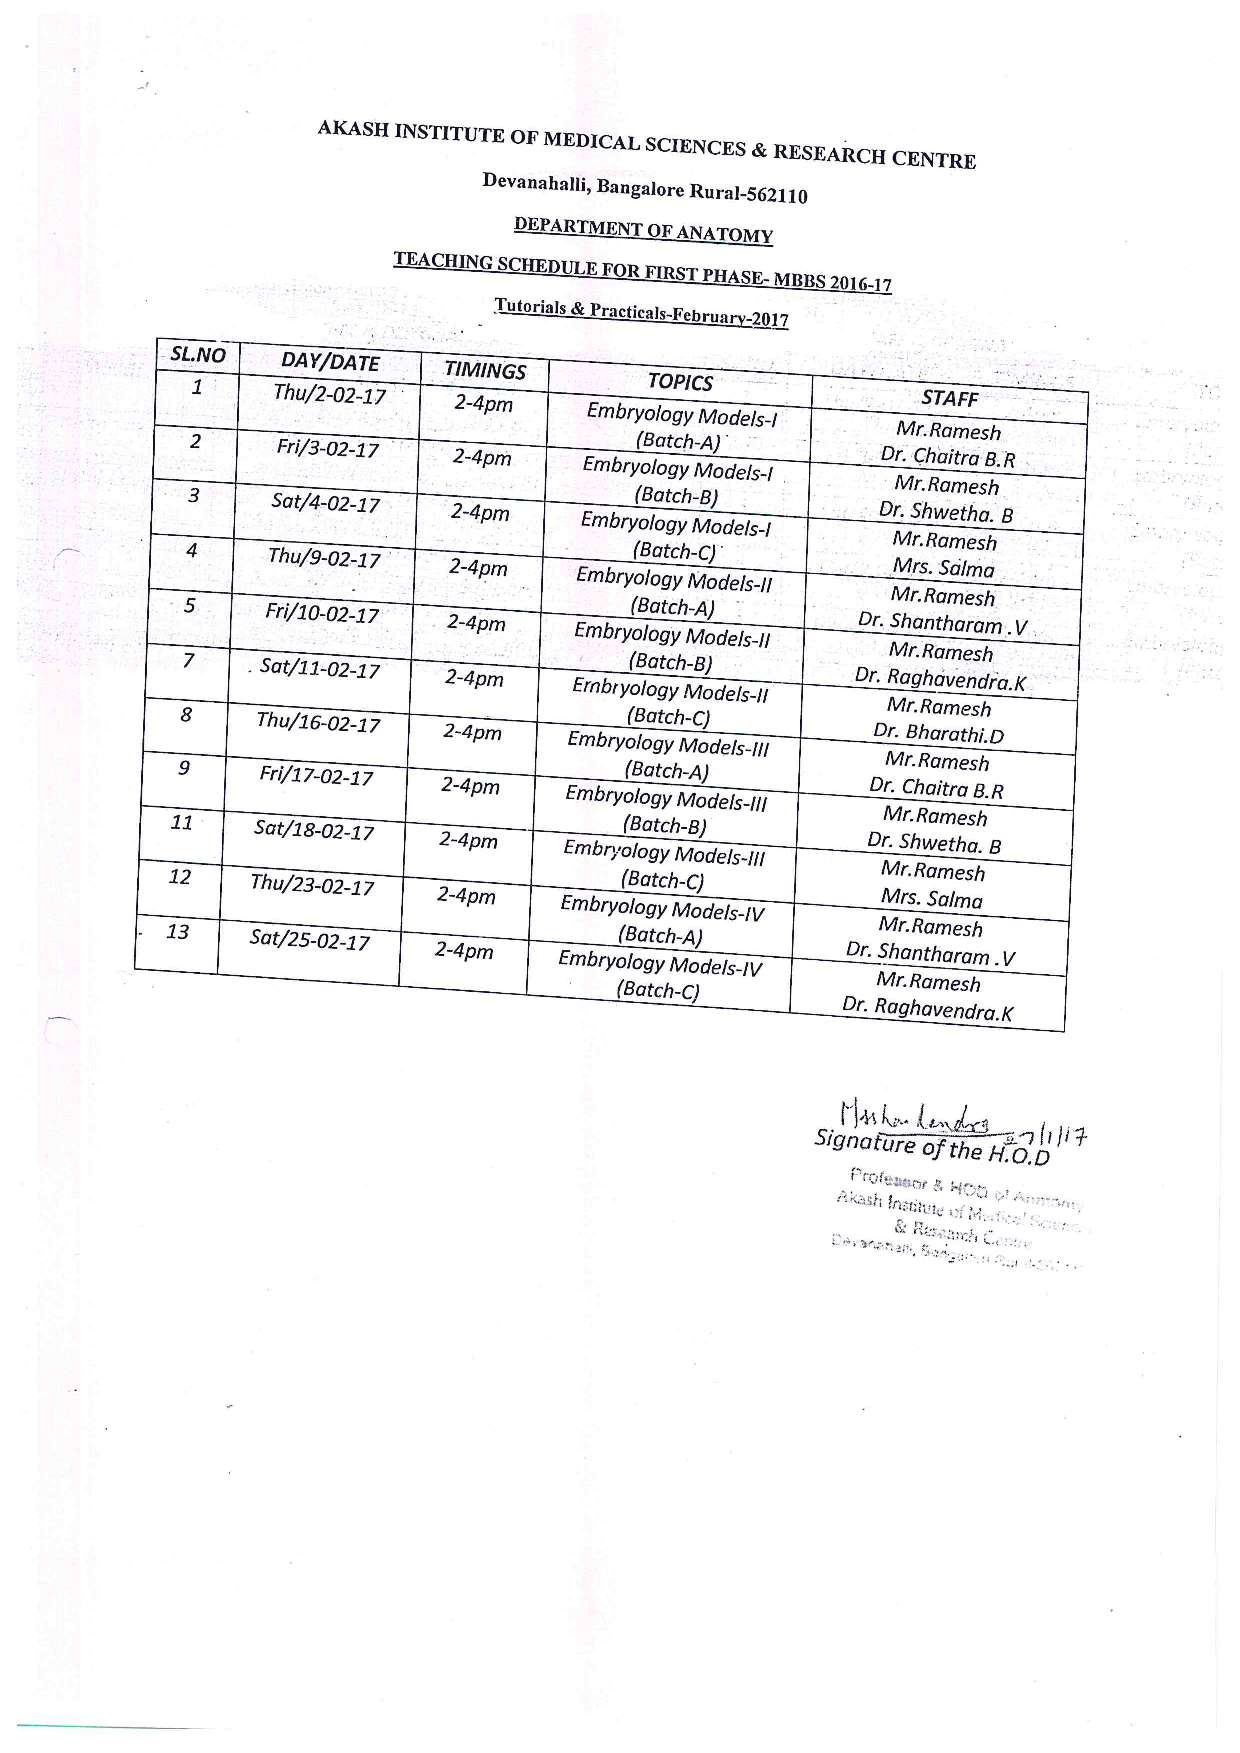 AKASH INSTITUTE OF MEDICAL SCIENCES & RESEARCH CENTRE
Devanahalli, Bangalore Rural-562110
DEPARTMENT OF ANATOMY
TEACHING SCHEDULE FOR FIRST PHASE- MBBS 2016-17
Tutorials & Practicals-February-2017
SL.NO DAY/DATE TIMINGS TOPICS STAFF
1 Thu/2-02-17 2-4pm Embryology Models-I Mr.Ramesh
(Batch-A) Dr. Chaitra B.R
2 Fri/3-02-17 2-4pm Embryology Models-I Mr.Ramesh
(Batch-B) Dr. Shwetha. B
3 Sat/4-02-17 2-4pm Embryology Models-I Mr.Ramesh
(Batch-C) Mrs. Salma
4 Thu/9-02-17 2-4pm Embryology Models-II Mr.Ramesh
(Batch-A) Dr. Shantharam .V
5 Fri/10-02-17 2-4pm Embryology Models-II Mr.Ramesh
(Batch-B) Dr. Raghavendra.K
7 Sat/11-02-17 2-4pm Embryology Models-II Mr.Ramesh
(Batch-C) Dr. Bharathi.D
8 Thu/16-02-17 2-4pm Embryology Models-III Mr.Ramesh
(Batch-A) Dr. Chaitra B.R
9 Fri/17-02-17 2-4pm Embryology Models-III Mr.Ramesh
(Batch-B) Dr. Shwetha. B
11 Sat/18-02-17 2-4pm Embryology Models-III Mr.Ramesh
(Batch-C) Mrs. Salma
12 Thu/23-02-17 2-4pm Embryology Models-IV Mr.Ramesh
(Batch-A) Dr. Shantharam .V
13 Sat/25-02-17 2-4pm Embryology Models-IV Mr.Ramesh
(Batch-C) Dr. Raghavendra.K
27/1/17
Signature of the H.O.D
Professor & HOD of Anatomy
Akash Institute of Medical
& Research Centre